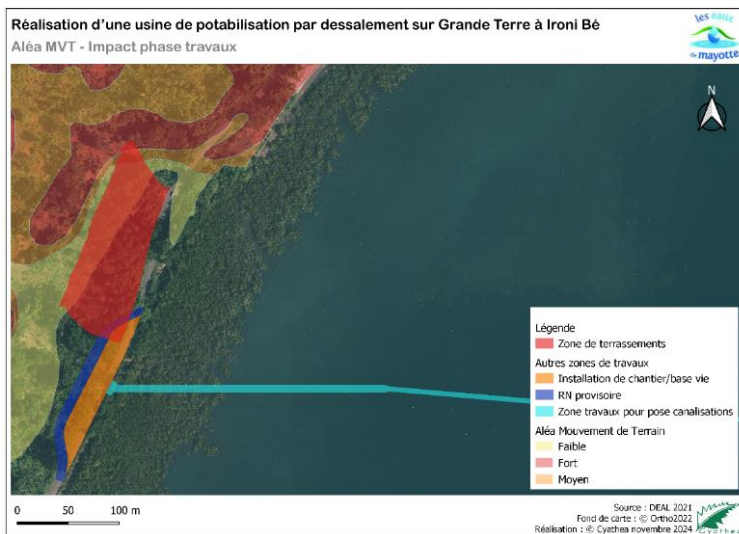 Réalisation d'une usine de potabilisation par dessalement sur Grande Terre à Ironi Bé
Aléa MVT - Impact phase travaux
les eaux
de mayotte
N
Légende
Zone de terrassements
Autres zones de travaux
Installation de chantier/base vie
RN provisoire
Zone travaux pour pose canalisations
Aléa Mouvement de Terrain
Faible
Fort
Moyen
0 50 100 m
Source : DEAL 2021
Fond de carte : © Ortho2022
Réalisation : © Cyathea novembre 2024
Cyathea